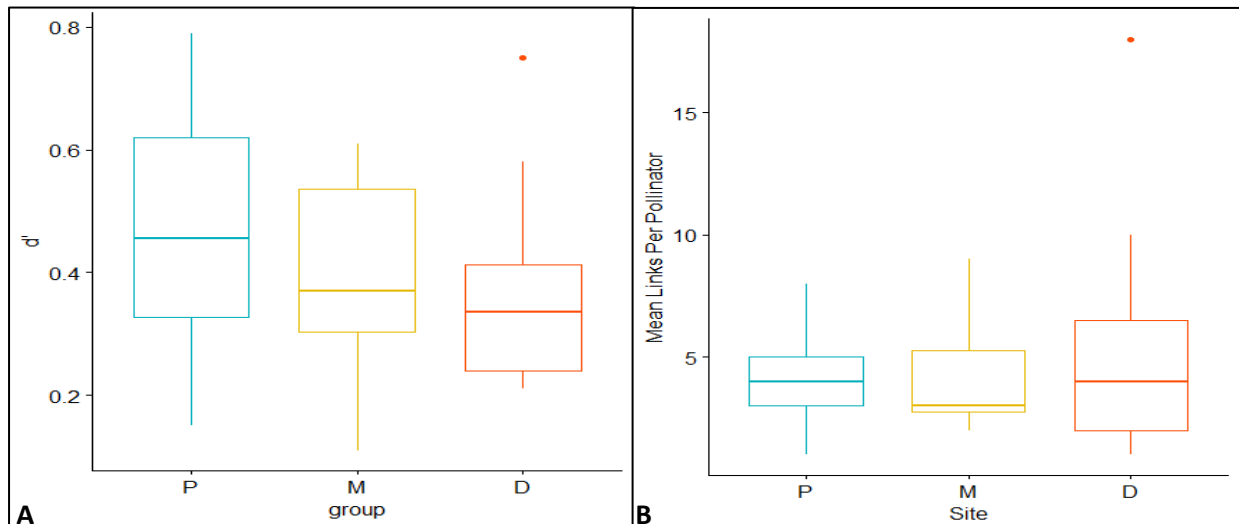 0.8
0.6
0.4
0.2
d''
P M D
group
A
15
10
5
Mean Links Per Pollinator
P M D
Site
B